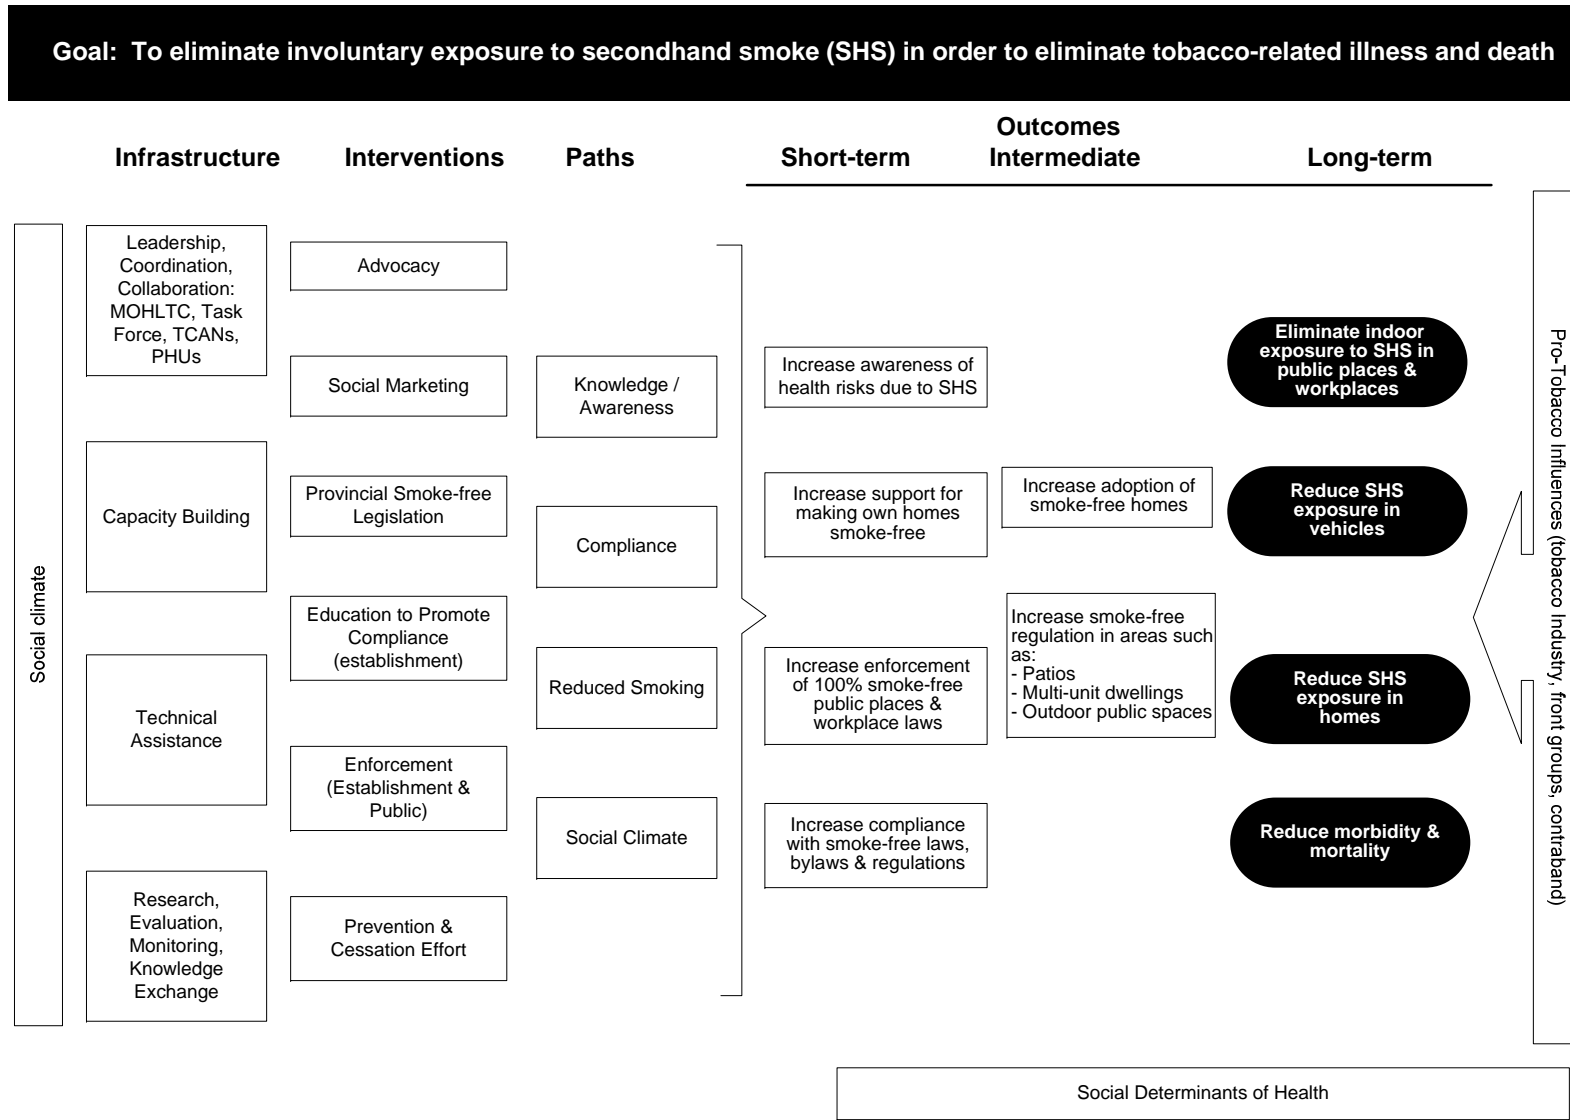 Goal:  To eliminate involuntary exposure to secondhand smoke (SHS) in order to eliminate tobacco-related illness and death
Outcomes
Infrastructure
Interventions
Paths
Short-term
Intermediate
Long-term
Social climate
Leadership,
Coordination,
Collaboration:
MOHLTC, Task
Force, TCANs,
PHUs
Capacity Building
Technical
Assistance
Research,
Evaluation,
Monitoring,
Knowledge
Exchange
Advocacy
Social Marketing
Provincial Smoke-free
Legislation
Education to Promote
Compliance
(establishment)
Enforcement
(Establishment &
Public)
Prevention &
Cessation Effort
Knowledge /
Awareness
Compliance
Reduced Smoking
Social Climate
Increase awareness of
health risks due to SHS
Increase support for
making own homes
smoke-free
Increase enforcement
of 100% smoke-free
public places &
workplace laws
Increase compliance
with smoke-free laws,
bylaws & regulations
Increase adoption of
smoke-free homes
Increase smoke-free
regulation in areas such
as:
- Patios
- Multi-unit dwellings
- Outdoor public spaces
Eliminate indoor
exposure to SHS in
public places &
workplaces
Reduce SHS
exposure in
vehicles
Reduce SHS
exposure in
homes
Reduce morbidity &
mortality
Pro-Tobacco Influences (tobacco Industry, front groups, contraband)
Social Determinants of Health